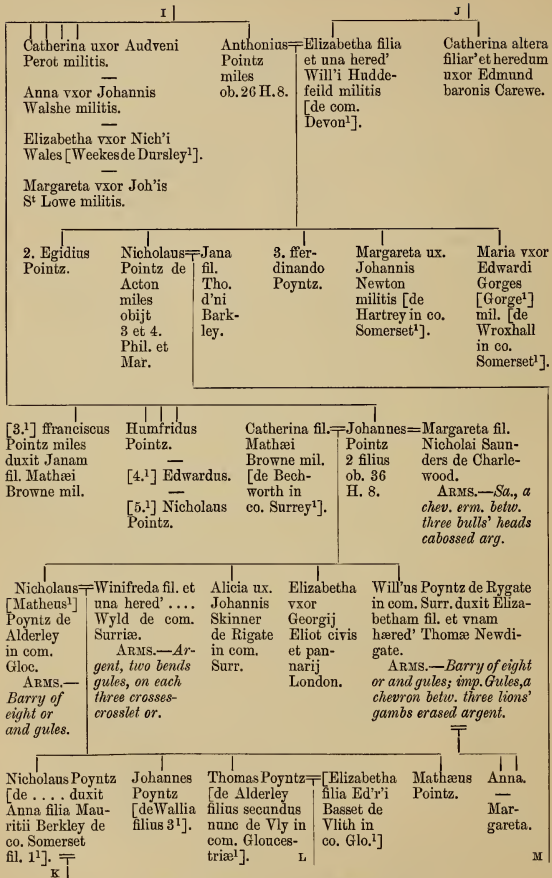 I
J
Catherina uxor Audveni
Perot militis.
—
Anna vxor Johannis
Walshe militis.
—
Elizabetha vxor Nich'i
Wales [Weekes de Dursley¹].
—
Margareta vxor Joh'is
Sᵗ Lowe militis.
Anthonius
Pointz
miles
ob. 26 H. 8.
Elizabetha filia
et una hered'
Will'i Hudde-
feild militis
[de com.
Devon¹].
Catherina altera
filiar' et heredum
uxor Edmund
baronis Carewe.
2. Egidius
Pointz.
Nicholaus
Pointz de
Acton
miles
obijt
3 et 4.
Phil. et
Mar.
Jana
fil.
Tho.
d'ni
Bark-
ley.
3. ffer-
dinando
Poyntz.
Margareta ux.
Johannis
Newton
militis [de
Hartrey in co.
Somerset¹].
Maria vxor
Edwardi
Gorges
[Gorge¹]
mil. [de
Wroxhall
in co.
Somerset¹].
[3.¹] ffranciscus
Pointz miles
duxit Janam
fil. Mathæi
Browne mil.
Humfridus
Pointz.
—
[4.¹] Edwardus.
—
[5.¹] Nicholaus
Pointz.
Catherina fil.
Mathæi
Browne mil.
[de Bech-
worth in
co. Surrey¹].
Johannes
Pointz
2 filius
ob. 36
H. 8.
Margareta fil.
Nicholai Saun-
ders de Charle-
wood.
ARMS.—Sa., a
chev. erm. betw.
three bulls' heads
cabossed arg.
Nicholaus
[Matheus¹]
Poyntz de
Alderley
in com.
Gloc.
ARMS.—
Barry of
eight or
and gules.
Winifreda fil. et
una hered' ....
Wyld de com.
Surriæ.
ARMS.—Ar-
gent, two bends
gules, on each
three crosses-
crosslet or.
Alicia ux.
Johannis
Skinner
de Rigate
in com.
Surr.
Elizabetha
vxor
Georgij
Eliot civis
et pan-
narij
London.
Will'us Poyntz de Rygate
in com. Surr. duxit Eliza-
betham fil. et vnam
hæred' Thomæ Newdi-
gate.
ARMS.—Barry of eight
or and gules; imp. Gules, a
chevron betw. three lions'
gambs erased argent.
Nicholaus Poyntz
[de .... duxit
Anna filia Mau-
ritii Berkley de
co. Somerset
fil. 1¹].
K
Johannes
Poyntz
[de Wallia
filius 3¹].
Thomas Poyntz
[de Alderley
filius secundus
nunc de Vly in
com. Glouces-
triæ¹].
L
[Elizabetha
filia Ed'r'i
Basset de
Vlith in
co. Glo.¹]
Mathæus
Pointz.
Anna.
—
Mar-
gareta.
M